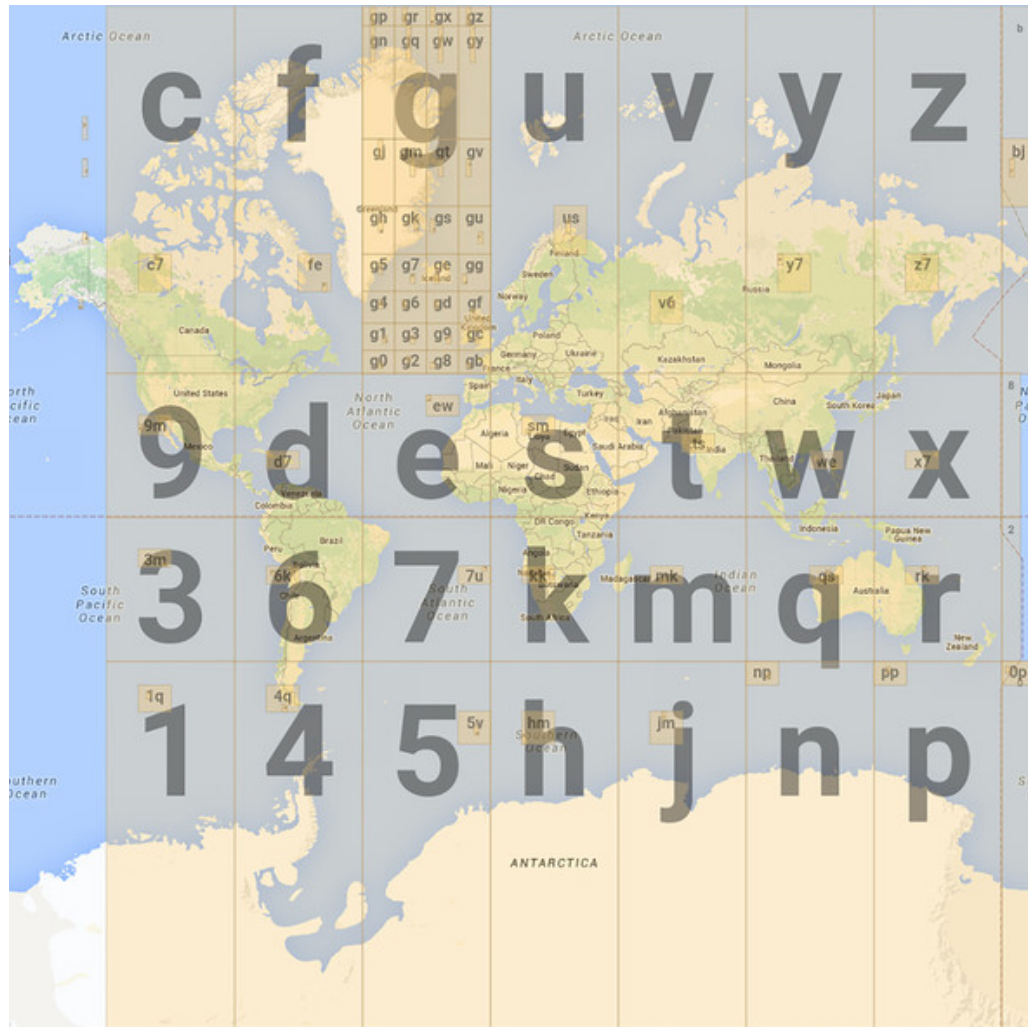 gp gr gx gz
Arctic Ocean Arctic Ocean b
gn gq gw gy
c f g u v y z
gj gm gt gv bj
Greenland
gh gk gs gu us
Finland
c7 fe g5 g7 ge gg y7 z7
Iceland Sweden
Russia
g4 g6 gd gf Norway v6
United Kingdom
Canada g1 g3 g9 gc Poland
g0 g2 g8 gb Germany Ukraine Kazakhstan Mongolia
France
Italy
United States Spain Turkey China Japan 8
North Atlantic Ocean ew South Korea
Iraq Iran Afghanistan
Pakistan
9m Algeria sm Libya Egypt Saudi Arabia ts India
9 d e s t w x
Mexico d7 Mali Niger Chad Sudan Thailand we x7
Venezuela Nigeria Ethiopia
Colombia Kenya
DR Congo Indonesia Papua New Guinea 2
Peru Brazil Tanzania
3m Bolivia Angola
3 6 7 k m q r
6k 7u kk Madagascar mk Indian Ocean qs rk
South Pacific Ocean Chile South Atlantic Ocean Namibia Botswana Australia
South Africa
Argentina New Zealand
np pp 0p
1q 4q
5v hm jm
1 4 5 h j n p
Southern Ocean
ANTARCTICA